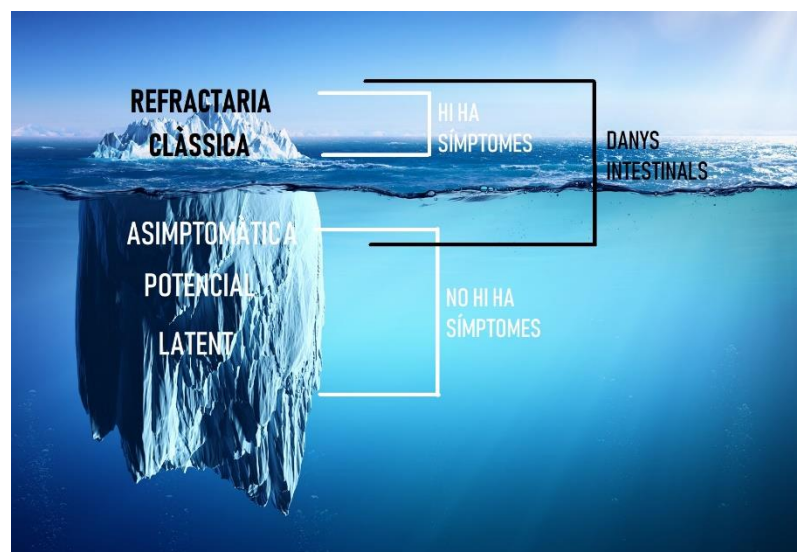 REFRACTARIA
CLÀSSICA
HI HA
SÍMPTOMES
DANYS
INTESTINALS
ASIMPTOMÀTICA
POTENCIAL
LATENT
NO HI HA
SÍMPTOMES